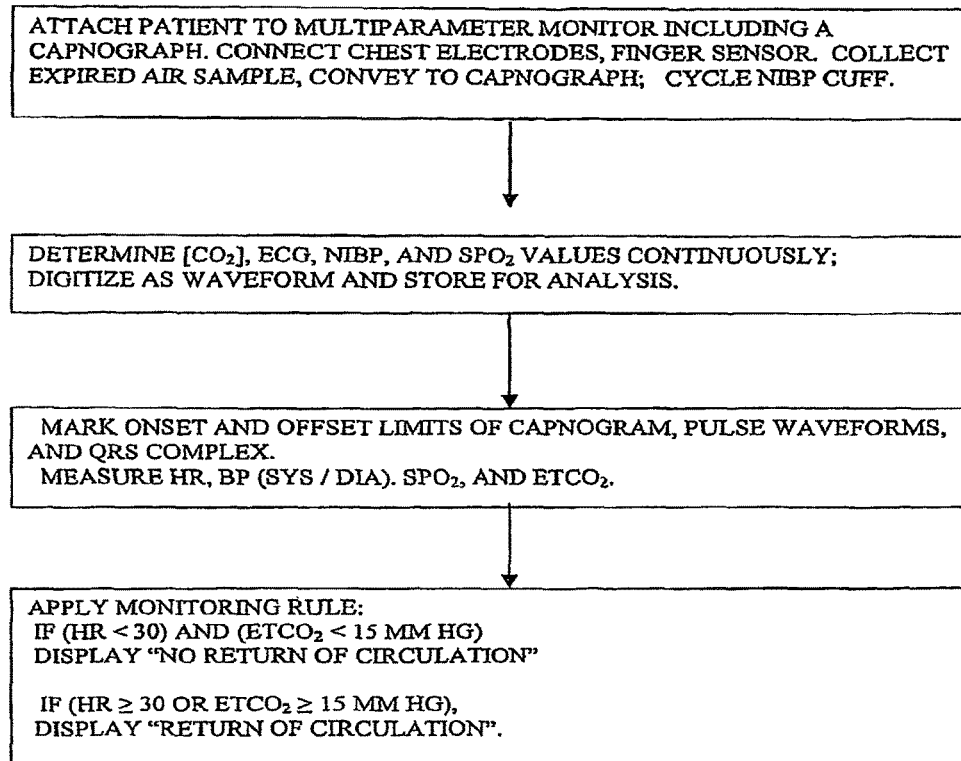 ATTACH PATIENT TO MULTIPARAMETER MONITOR INCLUDING A
CAPNOGRAPH. CONNECT CHEST ELECTRODES, FINGER SENSOR. COLLECT
EXPIRED AIR SAMPLE, CONVEY TO CAPNOGRAPH; CYCLE NIBP CUFF.
DETERMINE [CO₂], ECG, NIBP, AND SPO₂ VALUES CONTINUOUSLY;
DIGITIZE AS WAVEFORM AND STORE FOR ANALYSIS.
MARK ONSET AND OFFSET LIMITS OF CAPNOGRAM, PULSE WAVEFORMS,
AND QRS COMPLEX.
MEASURE HR, BP (SYS / DIA). SPO₂, AND ETCO₂.
APPLY MONITORING RULE:
IF (HR < 30) AND (ETCO₂ < 15 MM HG)
DISPLAY “NO RETURN OF CIRCULATION”
IF (HR ≥ 30 OR ETCO₂ ≥ 15 MM HG),
DISPLAY “RETURN OF CIRCULATION”.